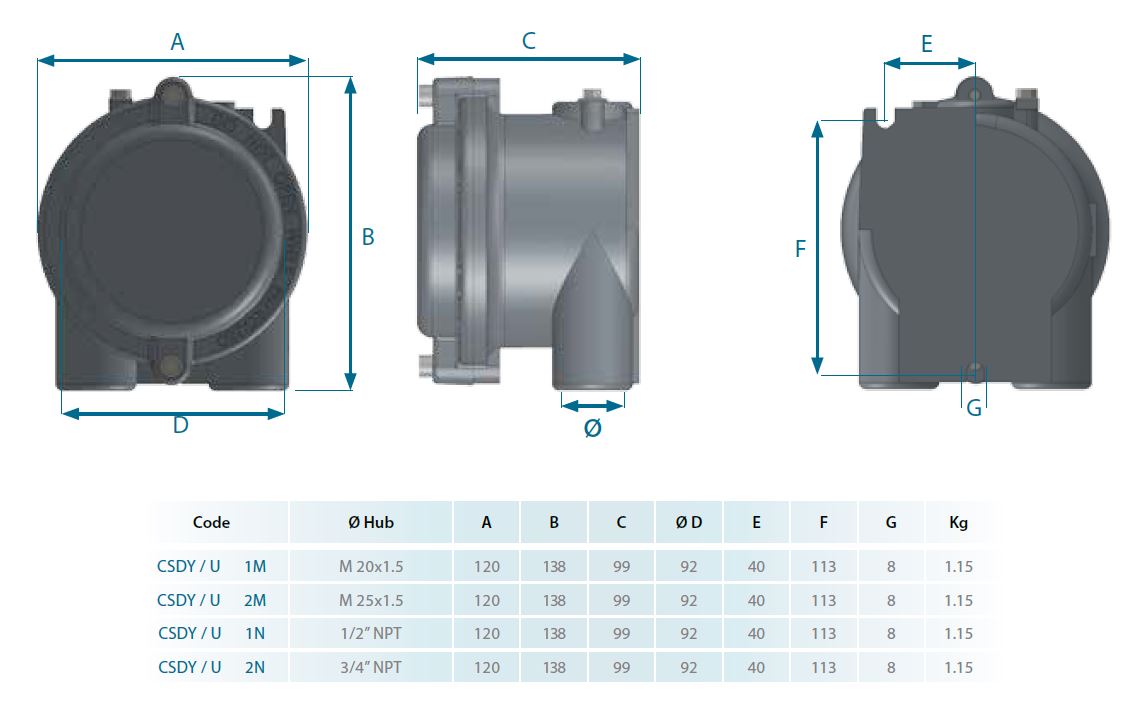 A
C
E
B
F
D
Ø
G
Code Ø Hub A B C Ø D E F G Kg
CSDY / U 1M M 20x1.5 120 138 99 92 40 113 8 1.15
CSDY / U 2M M 25x1.5 120 138 99 92 40 113 8 1.15
CSDY / U 1N 1/2” NPT 120 138 99 92 40 113 8 1.15
CSDY / U 2N 3/4” NPT 120 138 99 92 40 113 8 1.15